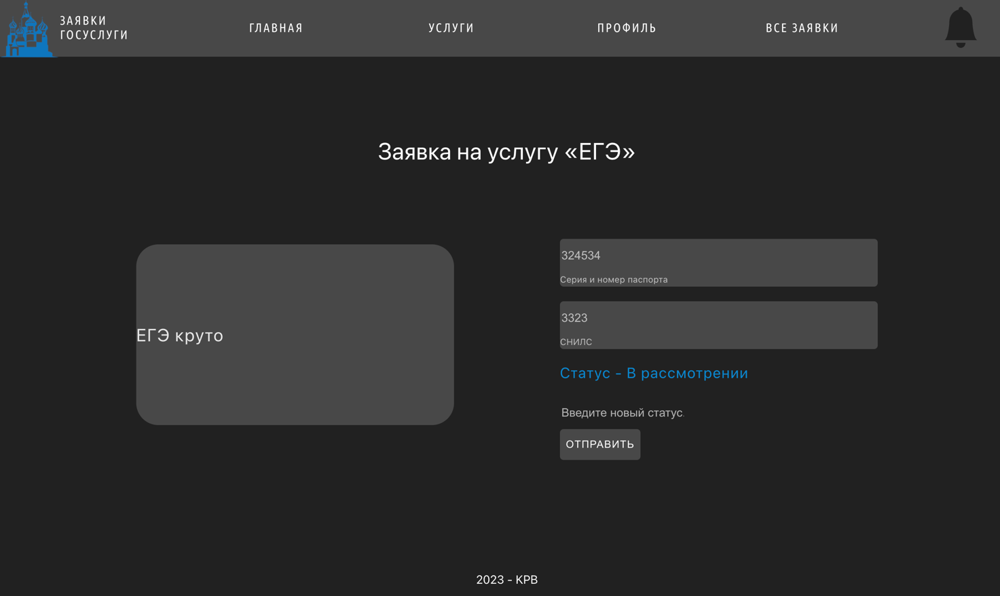 ЗАЯВКИ
ГОСУСЛУГИ
ГЛАВНАЯ
УСЛУГИ
ПРОФИЛЬ
ВСЕ ЗАЯВКИ
Заявка на услугу «ЕГЭ»
ЕГЭ круто
324534
Серия и номер паспорта
3323
СНИЛС
Статус - В рассмотрении
Введите новый статус.
ОТПРАВИТЬ
2023 - КРВ